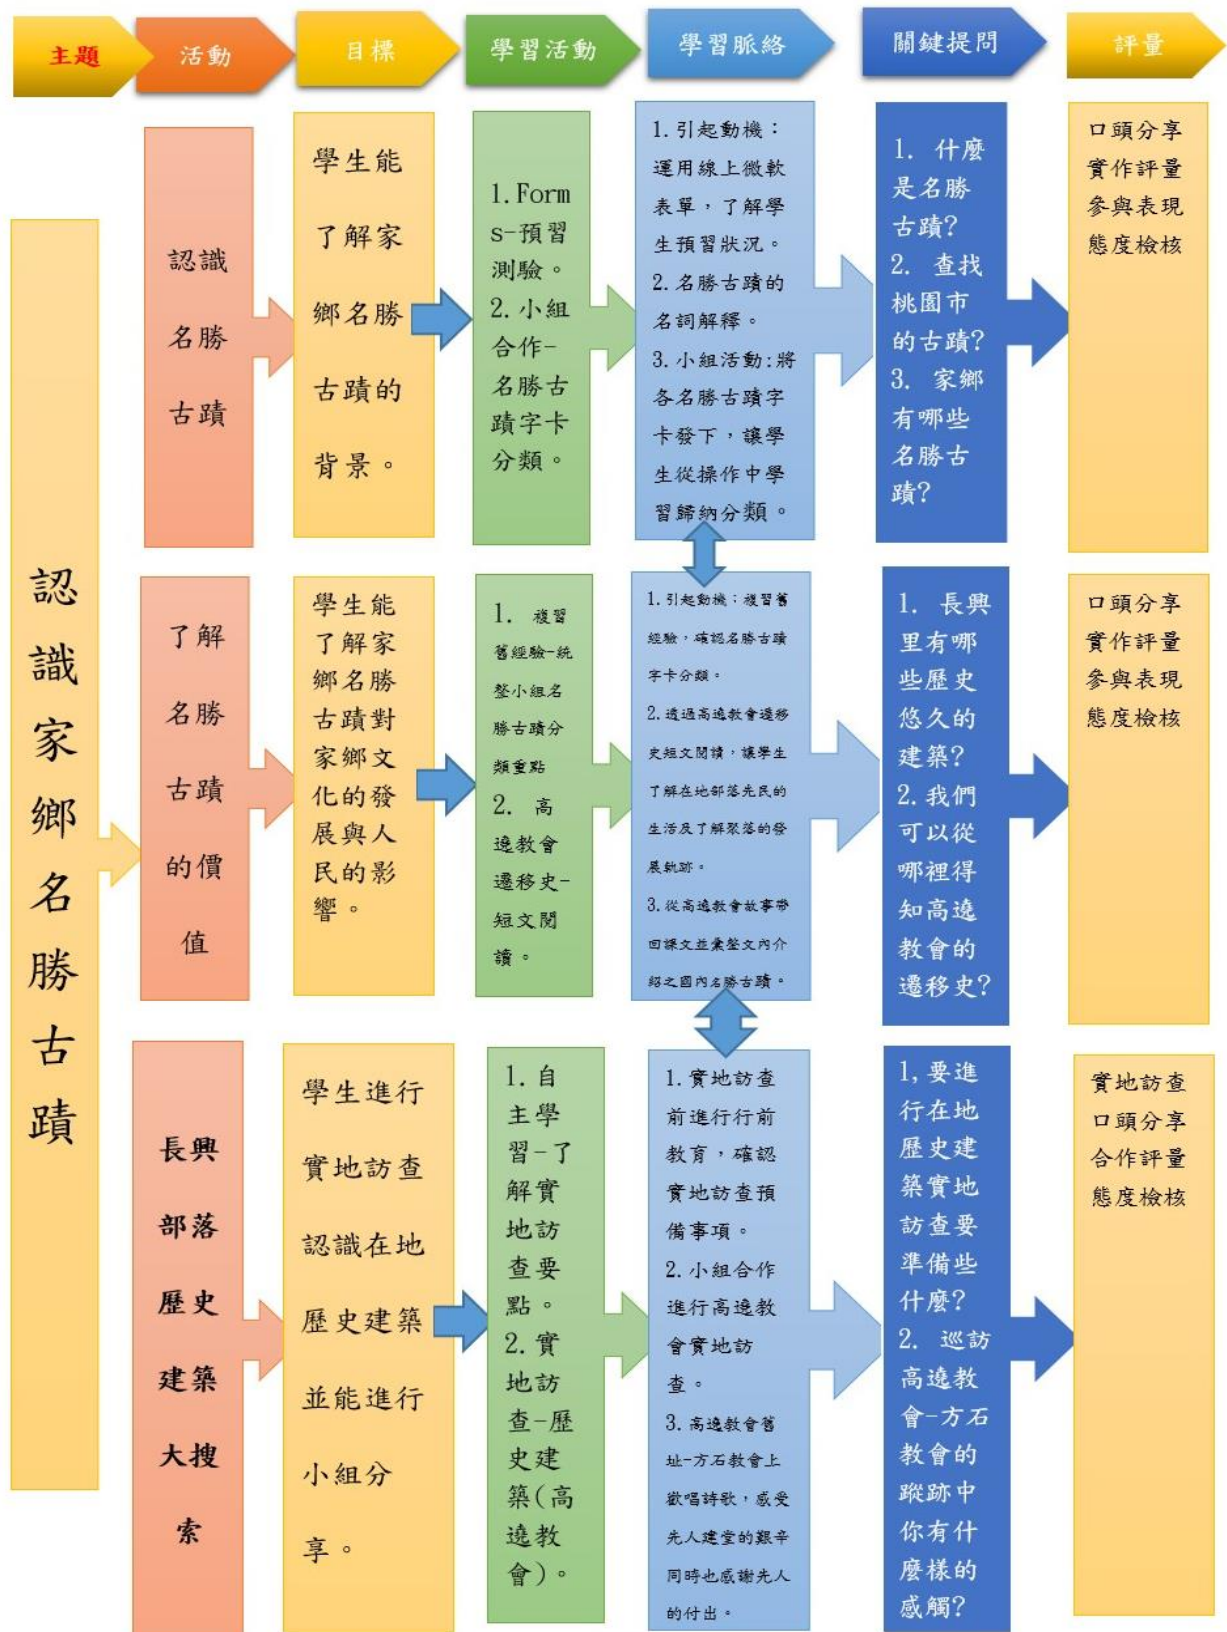 主題
活動
目標
學習活動
學習脈絡
關鍵提問
評量
認識家鄉名勝古蹟
認識
名勝
古蹟
學生能
了解家
鄉名勝
古蹟的
背景。
1.Form
s-預習
測驗。
2.小組
合作-
名勝古
蹟字卡
分類。
1.引起動機：
運用線上微軟
表單，了解學
生預習狀況。
2.名勝古蹟的
名詞解釋。
3.小組活動:將
各名勝古蹟字
卡發下，讓學
生從操作中學
習歸納分類。
1. 什麼
是名勝
古蹟?
2. 查找
桃園市
的古蹟?
3. 家鄉
有哪些
名勝古
蹟?
口頭分享
實作評量
參與表現
態度檢核
了解
名勝
古蹟
的價
值
學生能
了解家
鄉名勝
古蹟對
家鄉文
化的發
展與人
民的影
響。
1. 複習
舊經驗-統
整小組名
勝古蹟分
類重點
2. 高
遶教會
遷移史-
短文閱
讀。
1.引起動機：複習舊
經驗，確認名勝古蹟
字卡分類。
2.透過高遶教會遷移
史短文閱讀，讓學生
了解在地部落先民的
生活及了解聚落的發
展軌跡。
3.從高遶教會故事帶
回課文並彙整文內介
紹之國內名勝古蹟。
1. 長興
里有哪
些歷史
悠久的
建築?
2.我們
可以從
哪裡得
知高遶
教會的
遷移史?
口頭分享
實作評量
參與表現
態度檢核
長興
部落
歷史
建築
大搜
索
學生進行
實地訪查
認識在地
歷史建築
並能進行
小組分
享。
1.自
主學
習-了
解實
地訪
查要
點。
2.實
地訪
查-歷
史建
築(高
遶教
會)。
1.實地訪查
前進行行前
教育，確認
實地訪查預
備事項。
2.小組合作
進行高遶教
會實地訪
查。
3.高遶教會舊
址-方石教會上
歡唱詩歌，感受
先人建堂的艱辛
同時也感謝先人
的付出。
1,要進
行在地
歷史建
築實地
訪查要
準備些
什麼?
2. 巡訪
高遶教
會-方石
教會的
蹤跡中
你有什
麼樣的
感觸?
實地訪查
口頭分享
合作評量
態度檢核